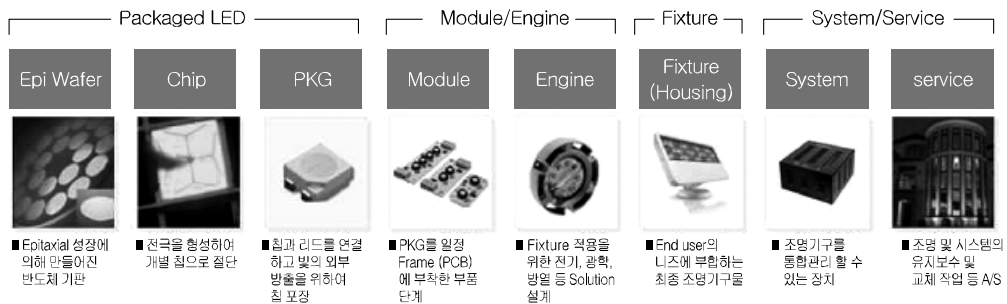 Packaged LED
Module/Engine
Fixture
System/Service
Epi Wafer
Chip
PKG
Module
Engine
Fixture
(Housing)
System
service
■ Epitaxial 성장에
의해 만들어진
반도체 기판
■ 전극을 형성하여
개별 칩으로 절단
■ 칩과 리드를 연결
하고 빛의 외부
방출을 위하여
칩 포장
■ PKG를 일정
Frame (PCB)
에 부착한 부품
단계
■ Fixture 적용을
위한 전기, 광학,
방열 등 Solution
설계
■ End user의
니즈에 부합하는
최종 조명기구물
■ 조명기구를
통합관리 할 수
있는 장치
■ 조명 및 시스템의
유지보수 및
교체 작업 등 A/S